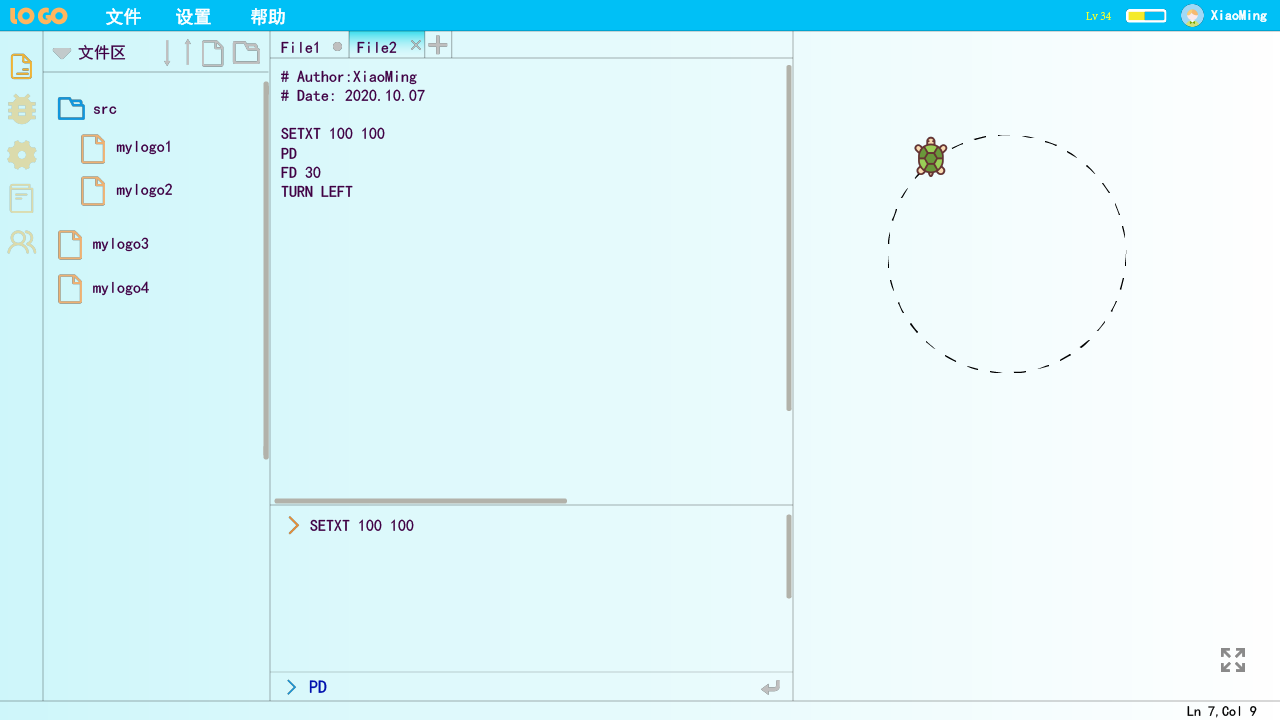 LOGO 文件 设置 帮助 Lv 34 XiaoMing
文件区
src
mylogo1
mylogo2
mylogo3
mylogo4
File1 File2
# Author:XiaoMing
# Date: 2020.10.07
SETXT 100 100
PD
FD 30
TURN LEFT
SETXT 100 100
PD
Ln 7,Col 9